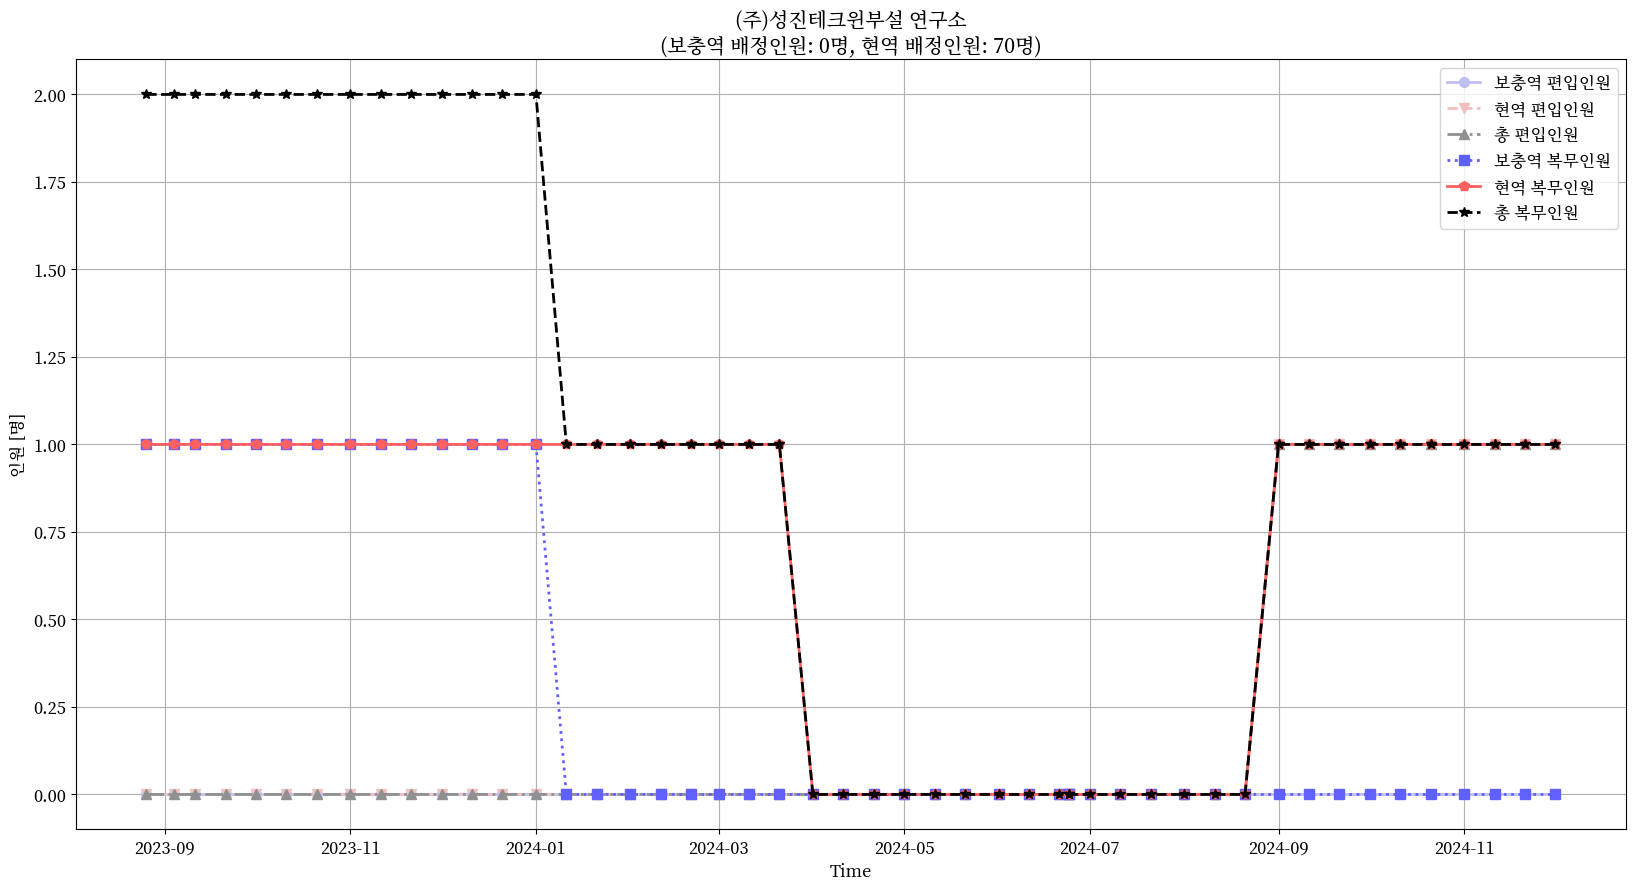 (주)성진테크윈부설 연구소
(보충역 배정인원: 0명, 현역 배정인원: 70명)
보충역 편입인원
현역 편입인원
총 편입인원
보충역 복무인원
현역 복무인원
총 복무인원
2.00
1.75
1.50
1.25
1.00
0.75
0.50
0.25
0.00
인원 [명]
2023-09 2023-11 2024-01 2024-03 2024-05 2024-07 2024-09 2024-11
Time